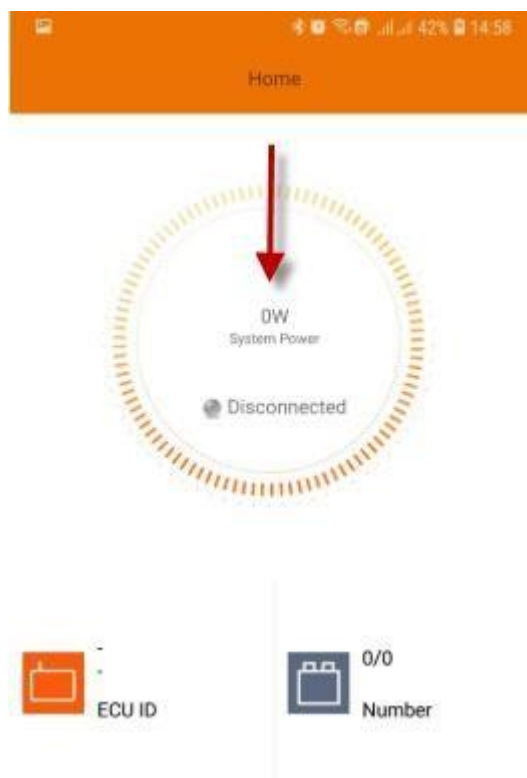 42% 14:58
Home
0W
System Power
Disconnected
-
-
ECU ID
0/0
Number